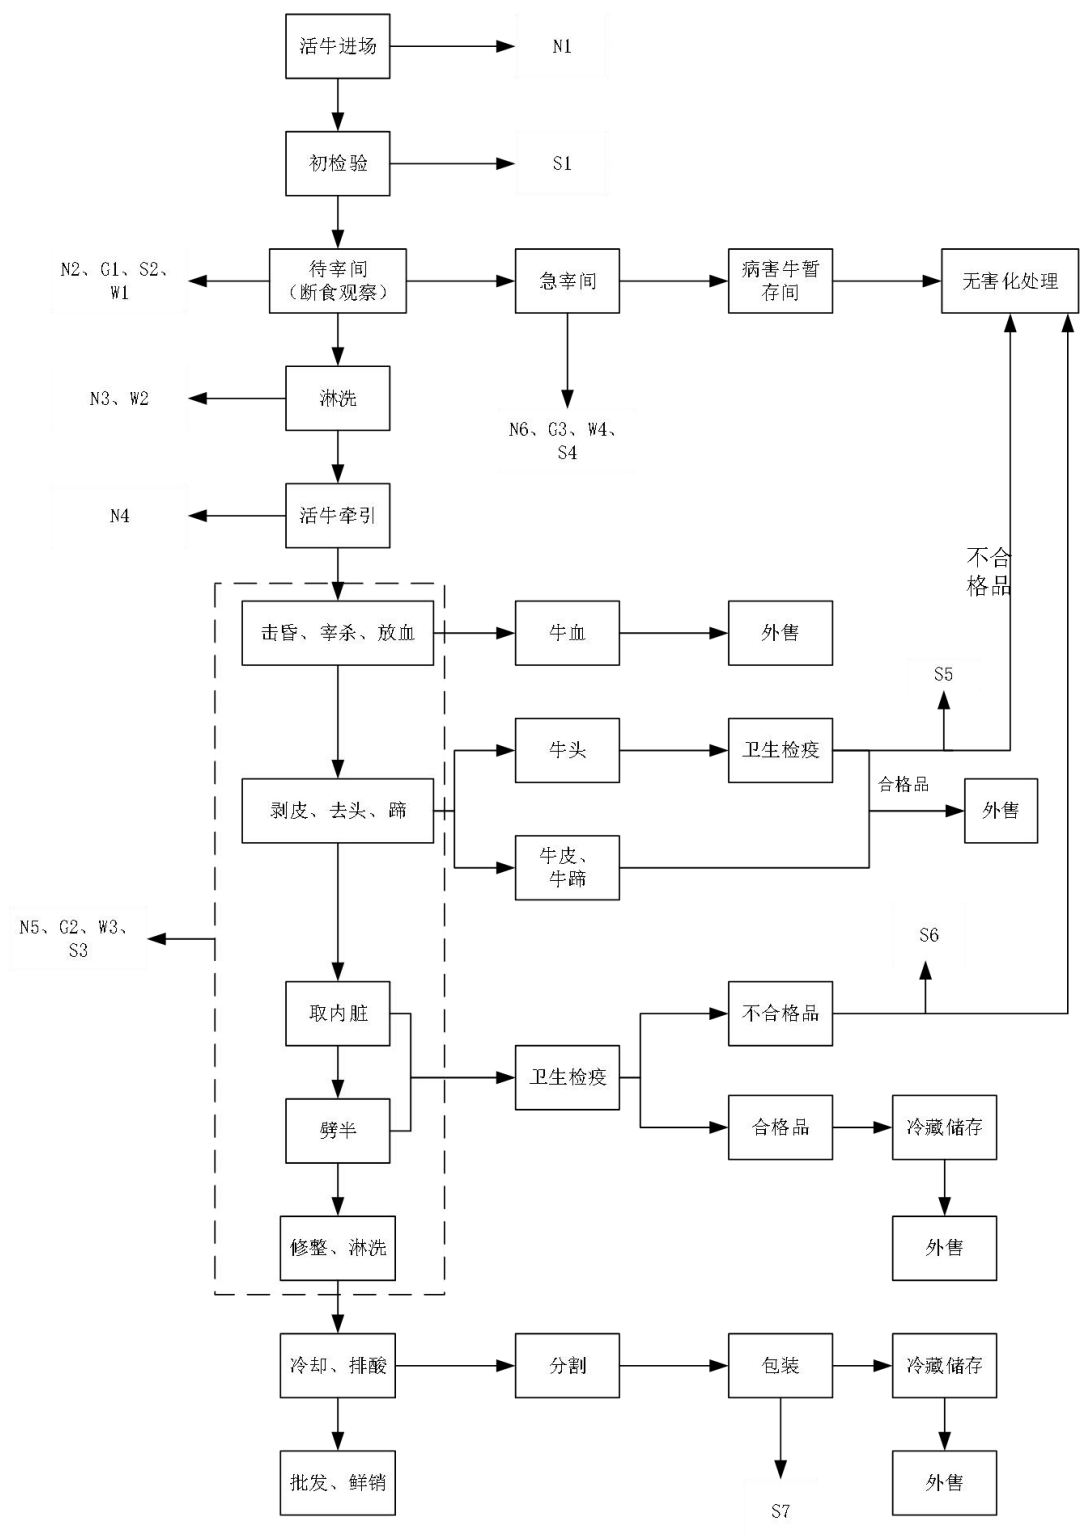 活牛进场
N1
初检验
S1
N2、G1、S2、
W1
待宰间
（断食观察）
急宰间
病害牛暂
存间
无害化处理
N3、W2
淋洗
N6、G3、W4、
S4
N4
活牛牵引
不合
格品
击昏、宰杀、放血
牛血
外售
S5
牛头
卫生检疫
合格品
剥皮、去头、蹄
外售
牛皮、
牛蹄
N5、G2、W3、
S3
S6
取内脏
不合格品
卫生检疫
劈半
合格品
冷藏储存
修整、淋洗
外售
冷却、排酸
分割
包装
冷藏储存
批发、鲜销
外售
S7